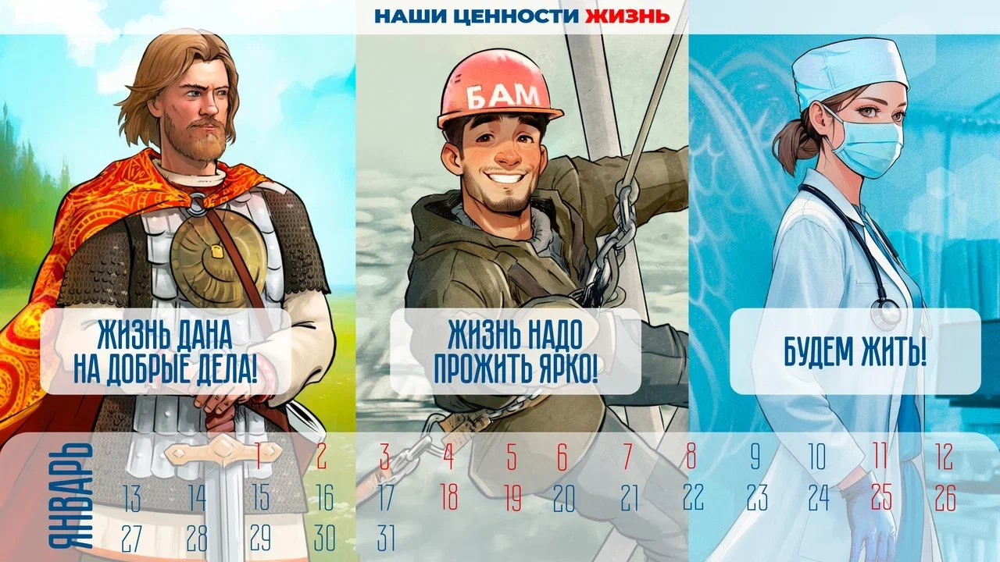 НАШИ ЦЕННОСТИ ЖИЗНЬ
БАМ
ЖИЗНЬ ДАНА
НА ДОБРЫЕ ДЕЛА!
ЖИЗНЬ НАДО
ПРОЖИТЬ ЯРКО!
БУДЕМ ЖИТЬ!
ЯНВАРЬ
1 2 3 4 5 6 7 8 9 10 11 12
13 14 15 16 17 18 19 20 21 22 23 24 25 26
27 28 29 30 31